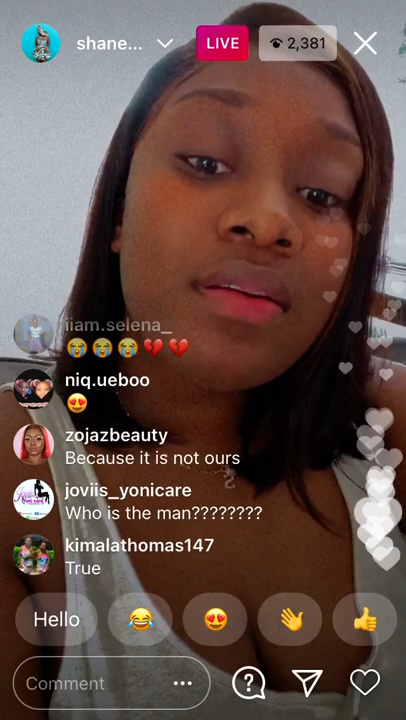 shane...
LIVE
2,381
iiam.selena_
😭😭😭💔💔
niq.ueboo
😍
zojazbeauty
Because it is not ours
joviis_yonicare
Who is the man????????
kimalathomas147
True
Hello 😂 😍 👋 👍
Comment ...